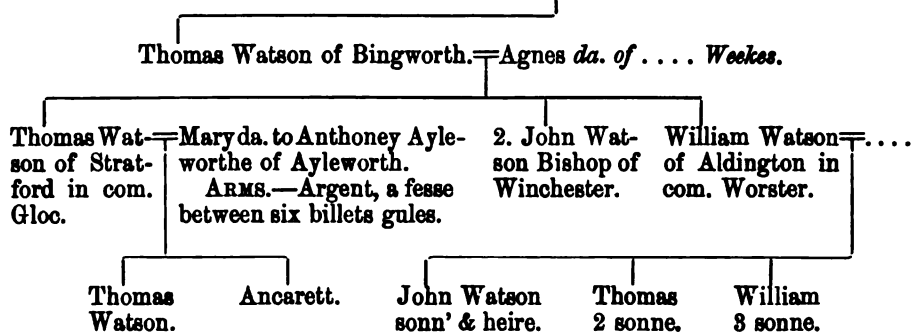 Thomas Watson of Bingworth.=Agnes da. of .... Weekes.
Thomas Wat-=Mary da. to Anthoney Ayle-
son of Strat-
ford in com.
Gloc.
worthe of Ayleworth.
ARMS.—Argent, a fesse
between six billets gules.
2. John Wat-
son Bishop of
Winchester.
William Watson=....
of Aldington in
com. Worster.
Thomas
Watson.
Ancarett.
John Watson
sonn' & heire.
Thomas
2 sonne.
William
3 sonne.